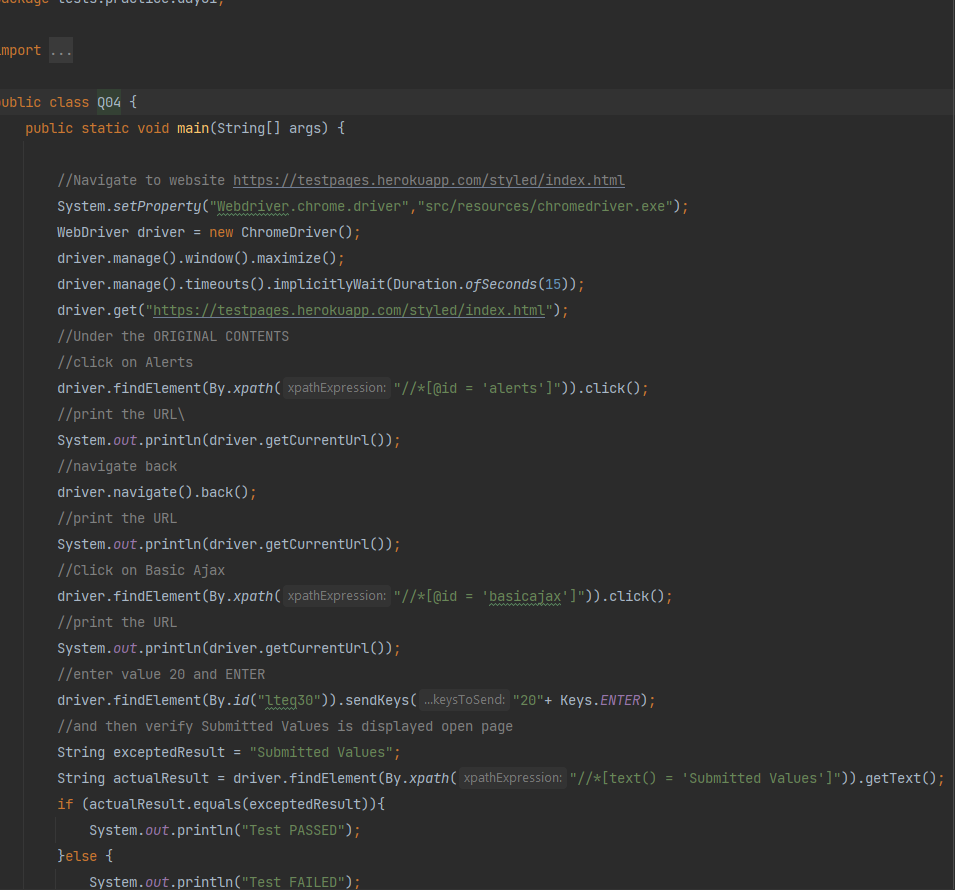 package tests.practice.day01;
import ...
public class Q04 {
public static void main(String[] args) {
//Navigate to website https://testpages.herokuapp.com/styled/index.html
System.setProperty("Webdriver.chrome.driver","src/resources/chromedriver.exe");
WebDriver driver = new ChromeDriver();
driver.manage().window().maximize();
driver.manage().timeouts().implicitlyWait(Duration.ofSeconds(15));
driver.get("https://testpages.herokuapp.com/styled/index.html");
//Under the ORIGINAL CONTENTS
//click on Alerts
driver.findElement(By.xpath( xpathExpression: "//*[@id = 'alerts']")).click();
//print the URL\
System.out.println(driver.getCurrentUrl());
//navigate back
driver.navigate().back();
//print the URL
System.out.println(driver.getCurrentUrl());
//Click on Basic Ajax
driver.findElement(By.xpath( xpathExpression: "//*[@id = 'basicajax']")).click();
//print the URL
System.out.println(driver.getCurrentUrl());
//enter value 20 and ENTER
driver.findElement(By.id("lteq30")).sendKeys( ...keysToSend: "20"+ Keys.ENTER);
//and then verify Submitted Values is displayed open page
String exceptedResult = "Submitted Values";
String actualResult = driver.findElement(By.xpath( xpathExpression: "//*[text() = 'Submitted Values']")).getText();
if (actualResult.equals(exceptedResult)){
System.out.println("Test PASSED");
}else {
System.out.println("Test FAILED");